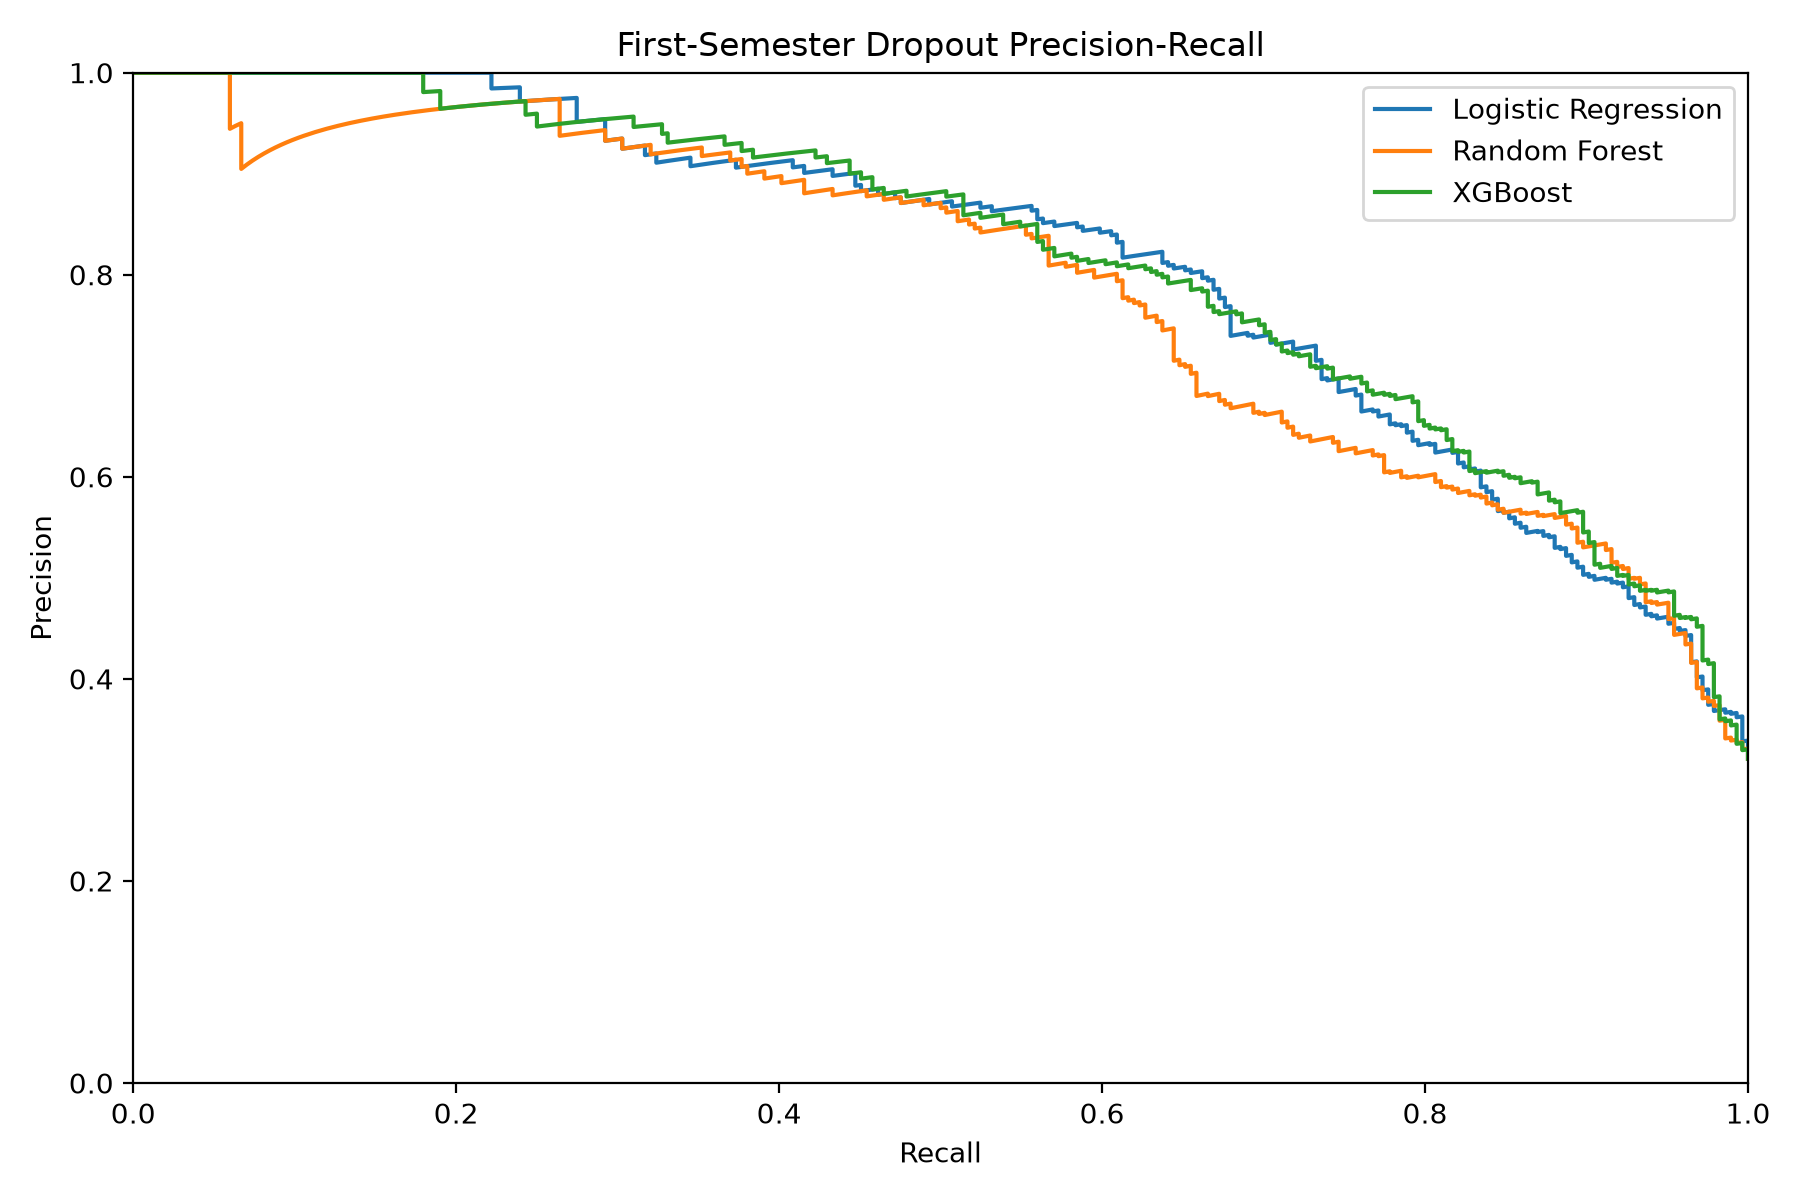 First-Semester Dropout Precision-Recall
1.0
0.8
0.6
0.4
0.2
0.0
Precision
Logistic Regression
Random Forest
XGBoost
0.0 0.2 0.4 0.6 0.8 1.0
Recall